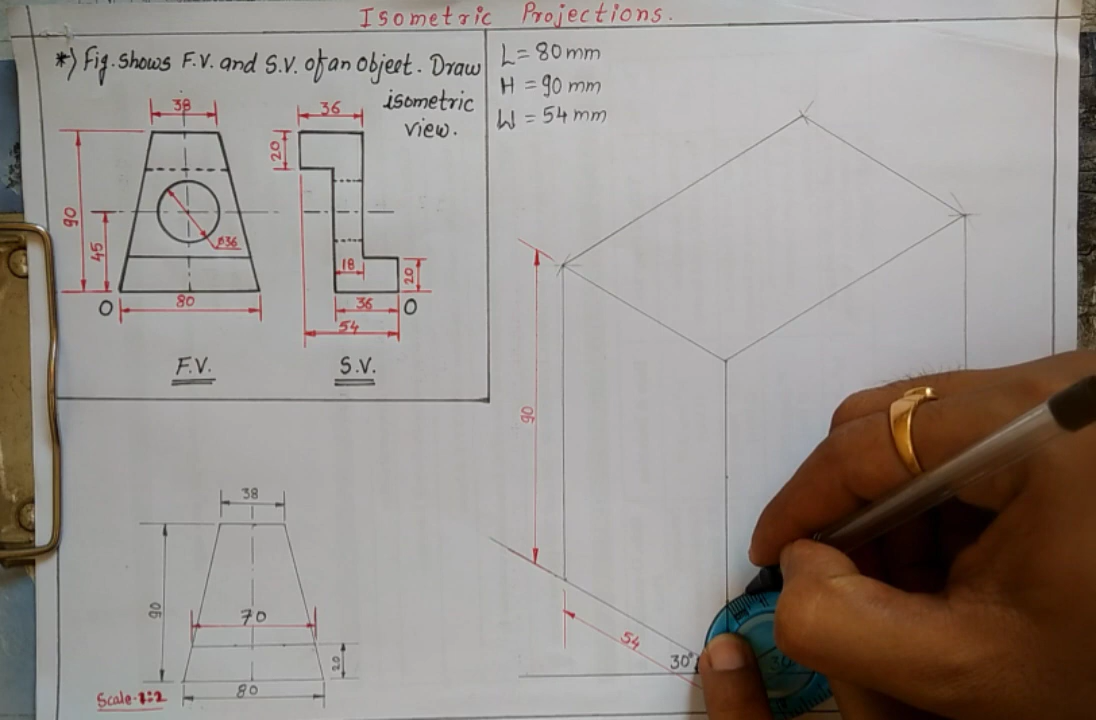 Isometric Projections.
*) Fig. shows F.V. and S.V. of an object. Draw
isometric
view.
L = 80 mm
H = 90 mm
W = 54 mm
38
36
20
90
45
ø36
18
20
O
80
36
O
54
F.V.
S.V.
90
54
30°
38
90
70
20
80
Scale-1:2